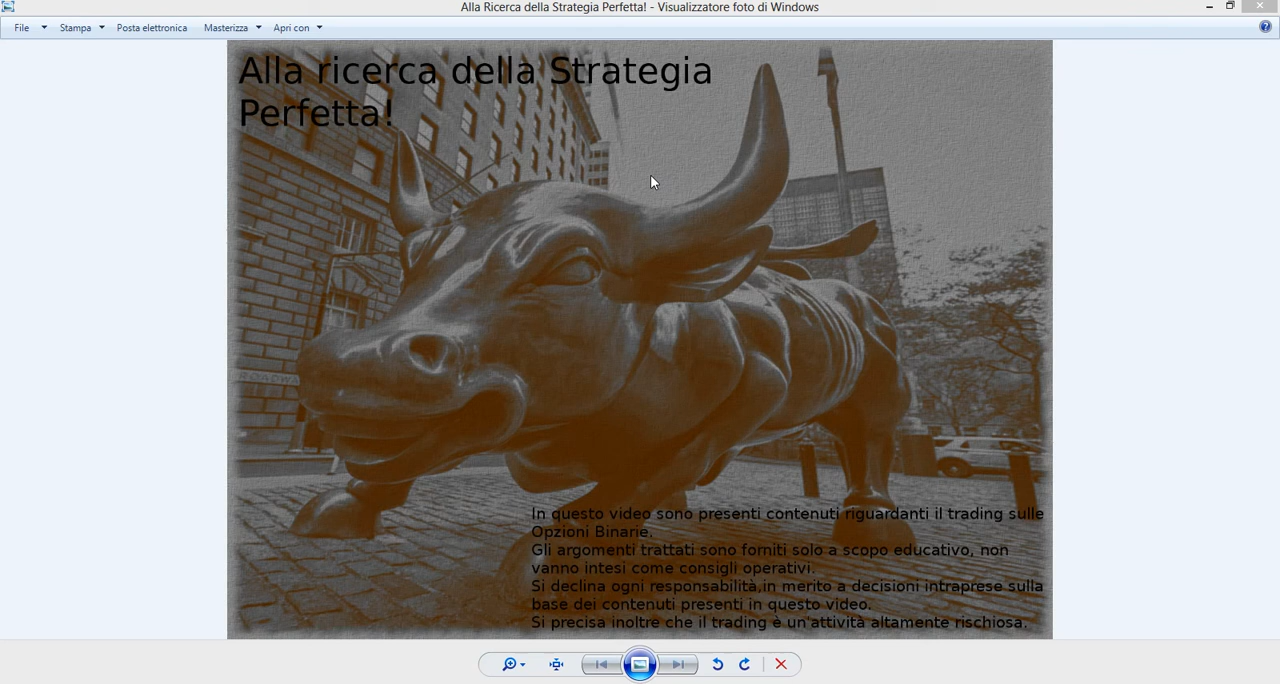 Alla Ricerca della Strategia Perfetta! - Visualizzatore foto di Windows
File Stampa Posta elettronica Masterizza Apri con
Alla ricerca della Strategia
Perfetta!
ROADWA
In questo video sono presenti contenuti riguardanti il trading sulle
Opzioni Binarie.
Gli argomenti trattati sono forniti solo a scopo educativo, non
vanno intesi come consigli operativi.
Si declina ogni responsabilità,in merito a decisioni intraprese sulla
base dei contenuti presenti in questo video.
Si precisa inoltre che il trading è un'attività altamente rischiosa.